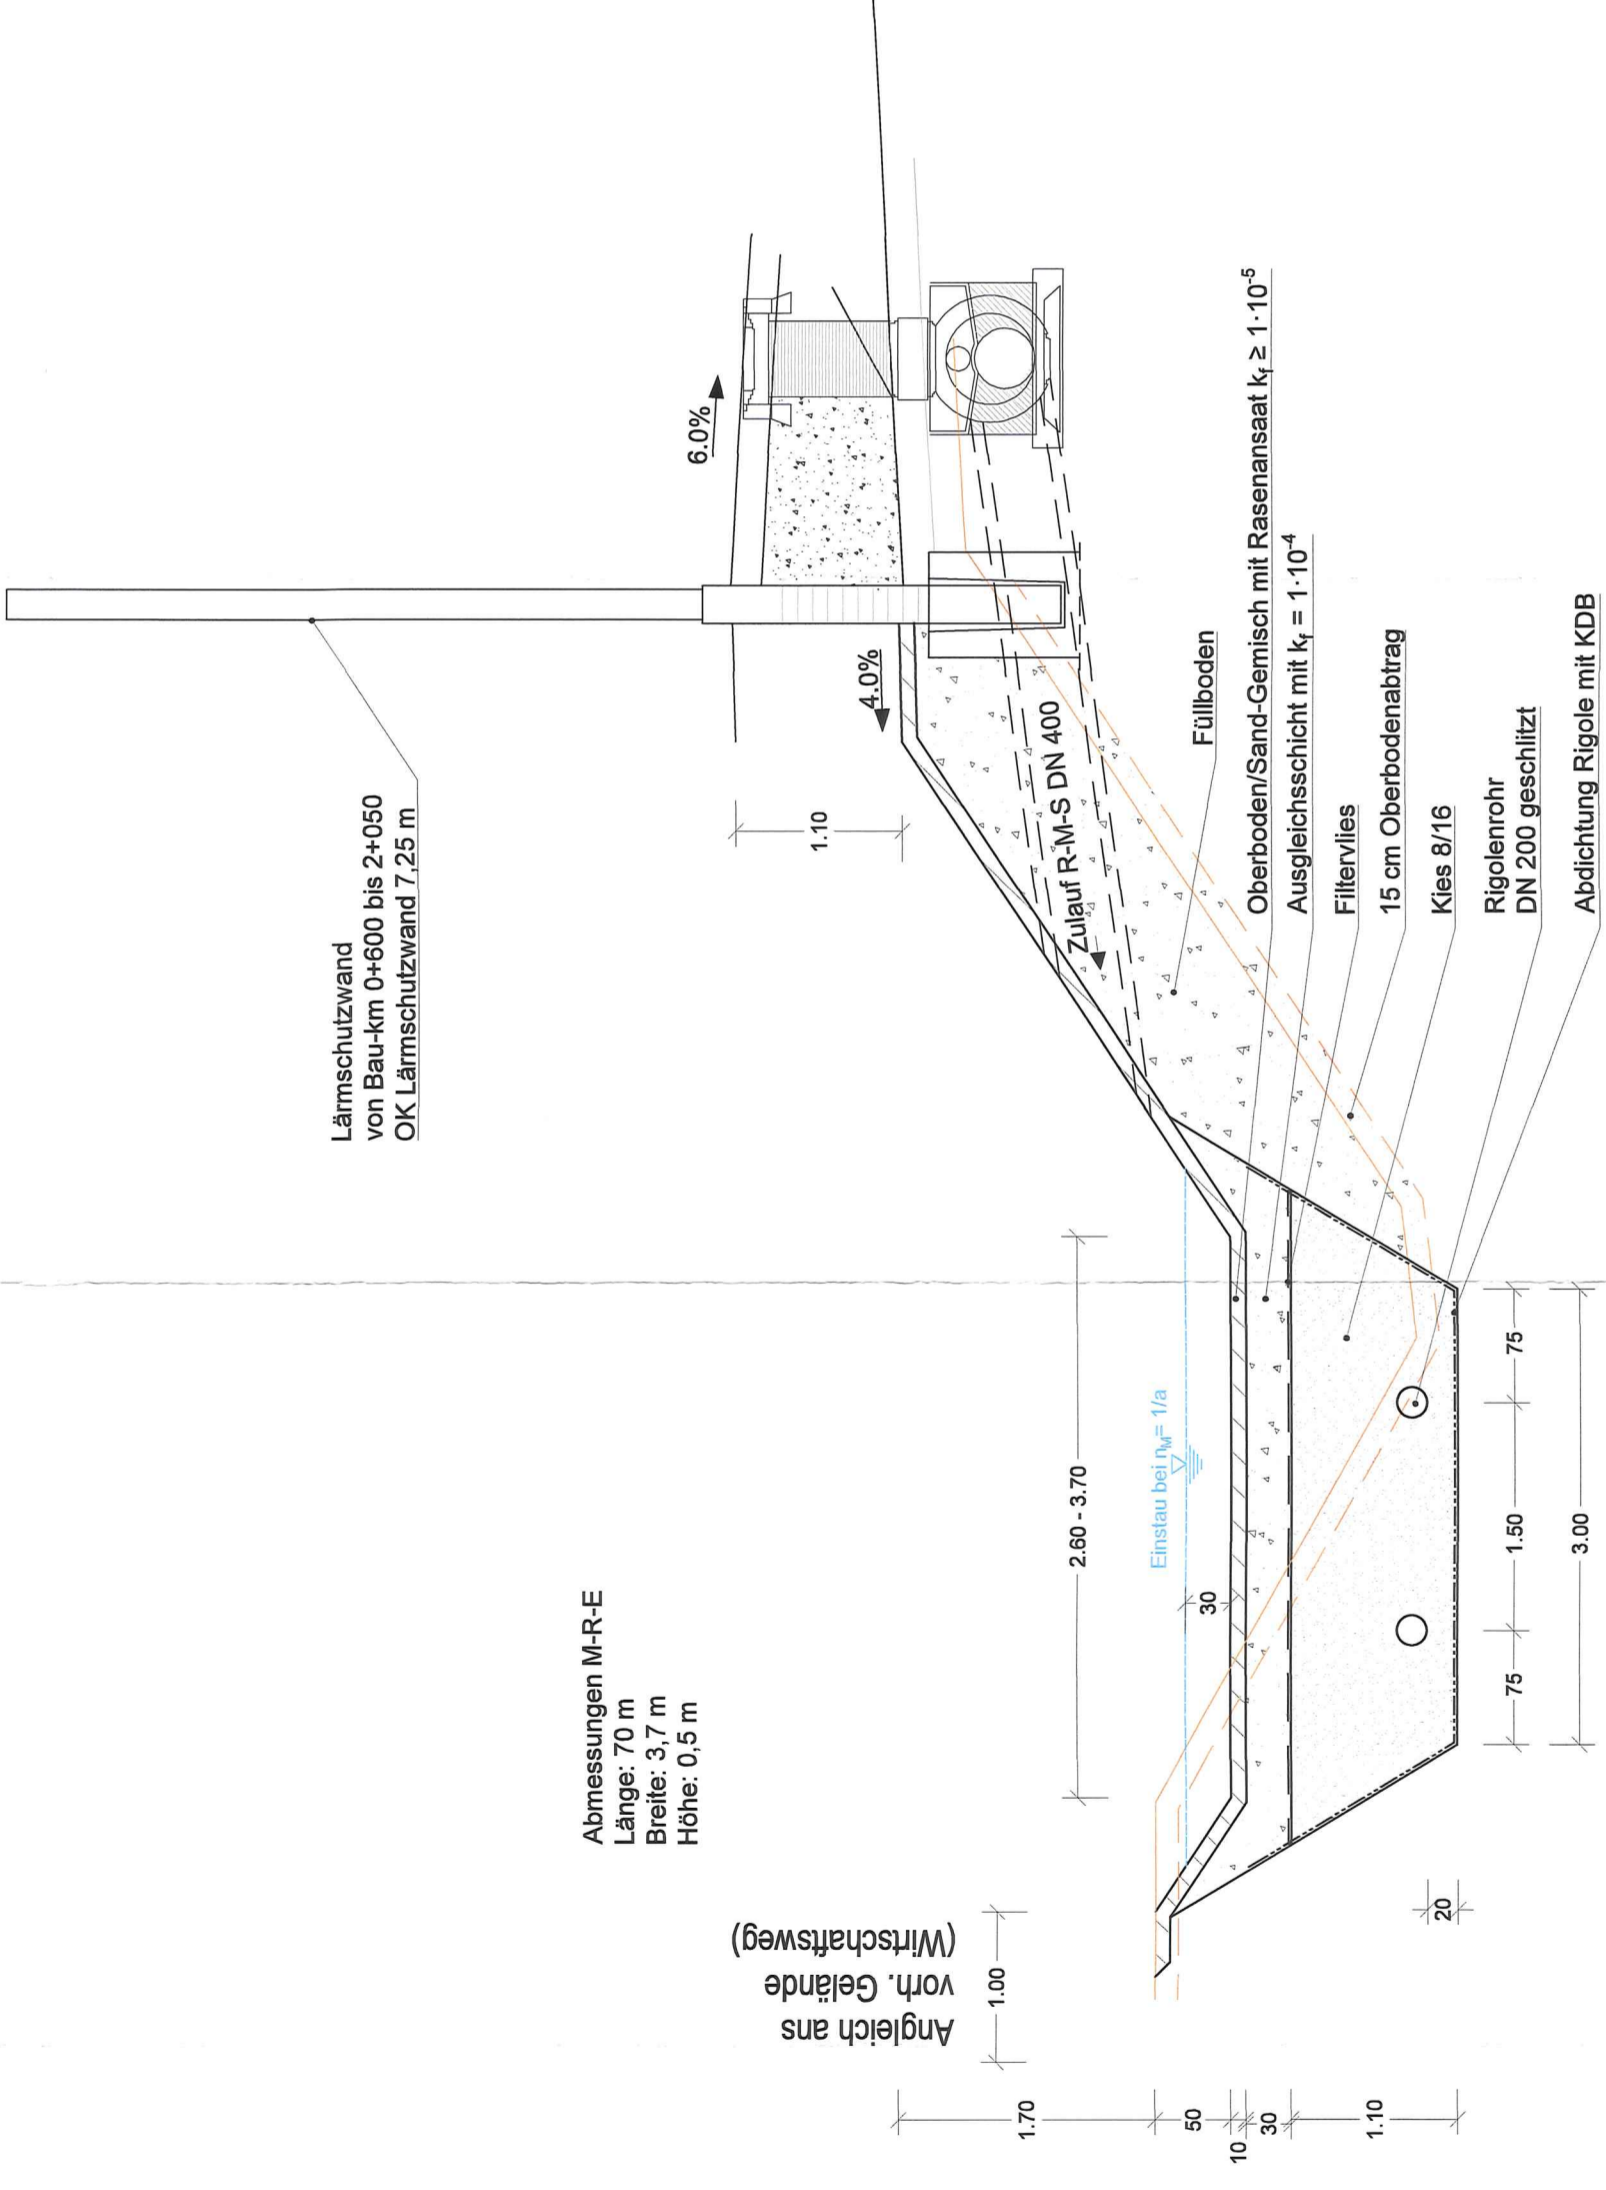 Lärmschutzwand
von Bau-km 0+600 bis 2+050
OK Lärmschutzwand 7,25 m
6.0%
4.0%
1.10
Abmessungen M-R-E
Länge: 70 m
Breite: 3,7 m
Höhe: 0,5 m
Angleich ans
vorh. Gelände
(Wirtschaftsweg)
1.00
2.60 - 3.70
Einstau bei nM= 1/a
30
Zulauf R-M-S DN 400
Füllboden
Oberboden/Sand-Gemisch mit Rasenansaat kf ≥ 1·10-5
Ausgleichsschicht mit kf = 1·10-4
Filtervlies
15 cm Oberbodenabtrag
Kies 8/16
Rigolenrohr
DN 200 geschlitzt
Abdichtung Rigole mit KDB
1.70
50
10
30
1.10
20
75
1.50
75
3.00